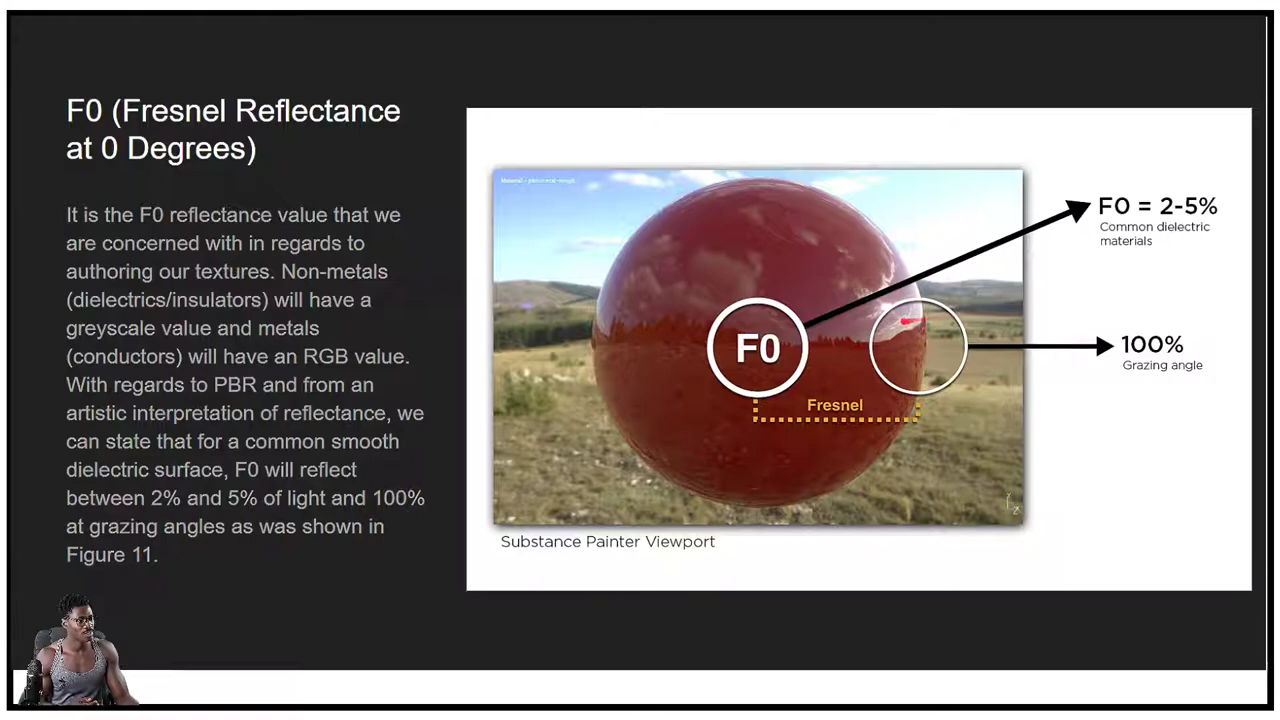 F0 (Fresnel Reflectance
at 0 Degrees)
It is the F0 reflectance value that we
are concerned with in regards to
authoring our textures. Non-metals
(dielectrics/insulators) will have a
greyscale value and metals
(conductors) will have an RGB value.
With regards to PBR and from an
artistic interpretation of reflectance, we
can state that for a common smooth
dielectric surface, F0 will reflect
between 2% and 5% of light and 100%
at grazing angles as was shown in
Figure 11.
F0 = 2-5%
Common dielectric
materials
F0
100%
Grazing angle
Fresnel
Substance Painter Viewport